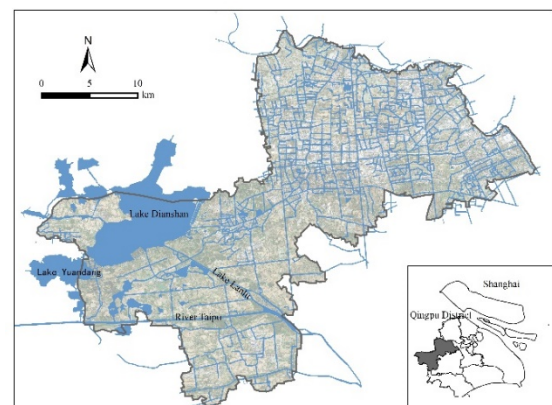 N
0 5 10
km
Lake Dianshan
Lake Yuandang
Lake Lanlu
River Taipu
Shanghai
Qingpu District